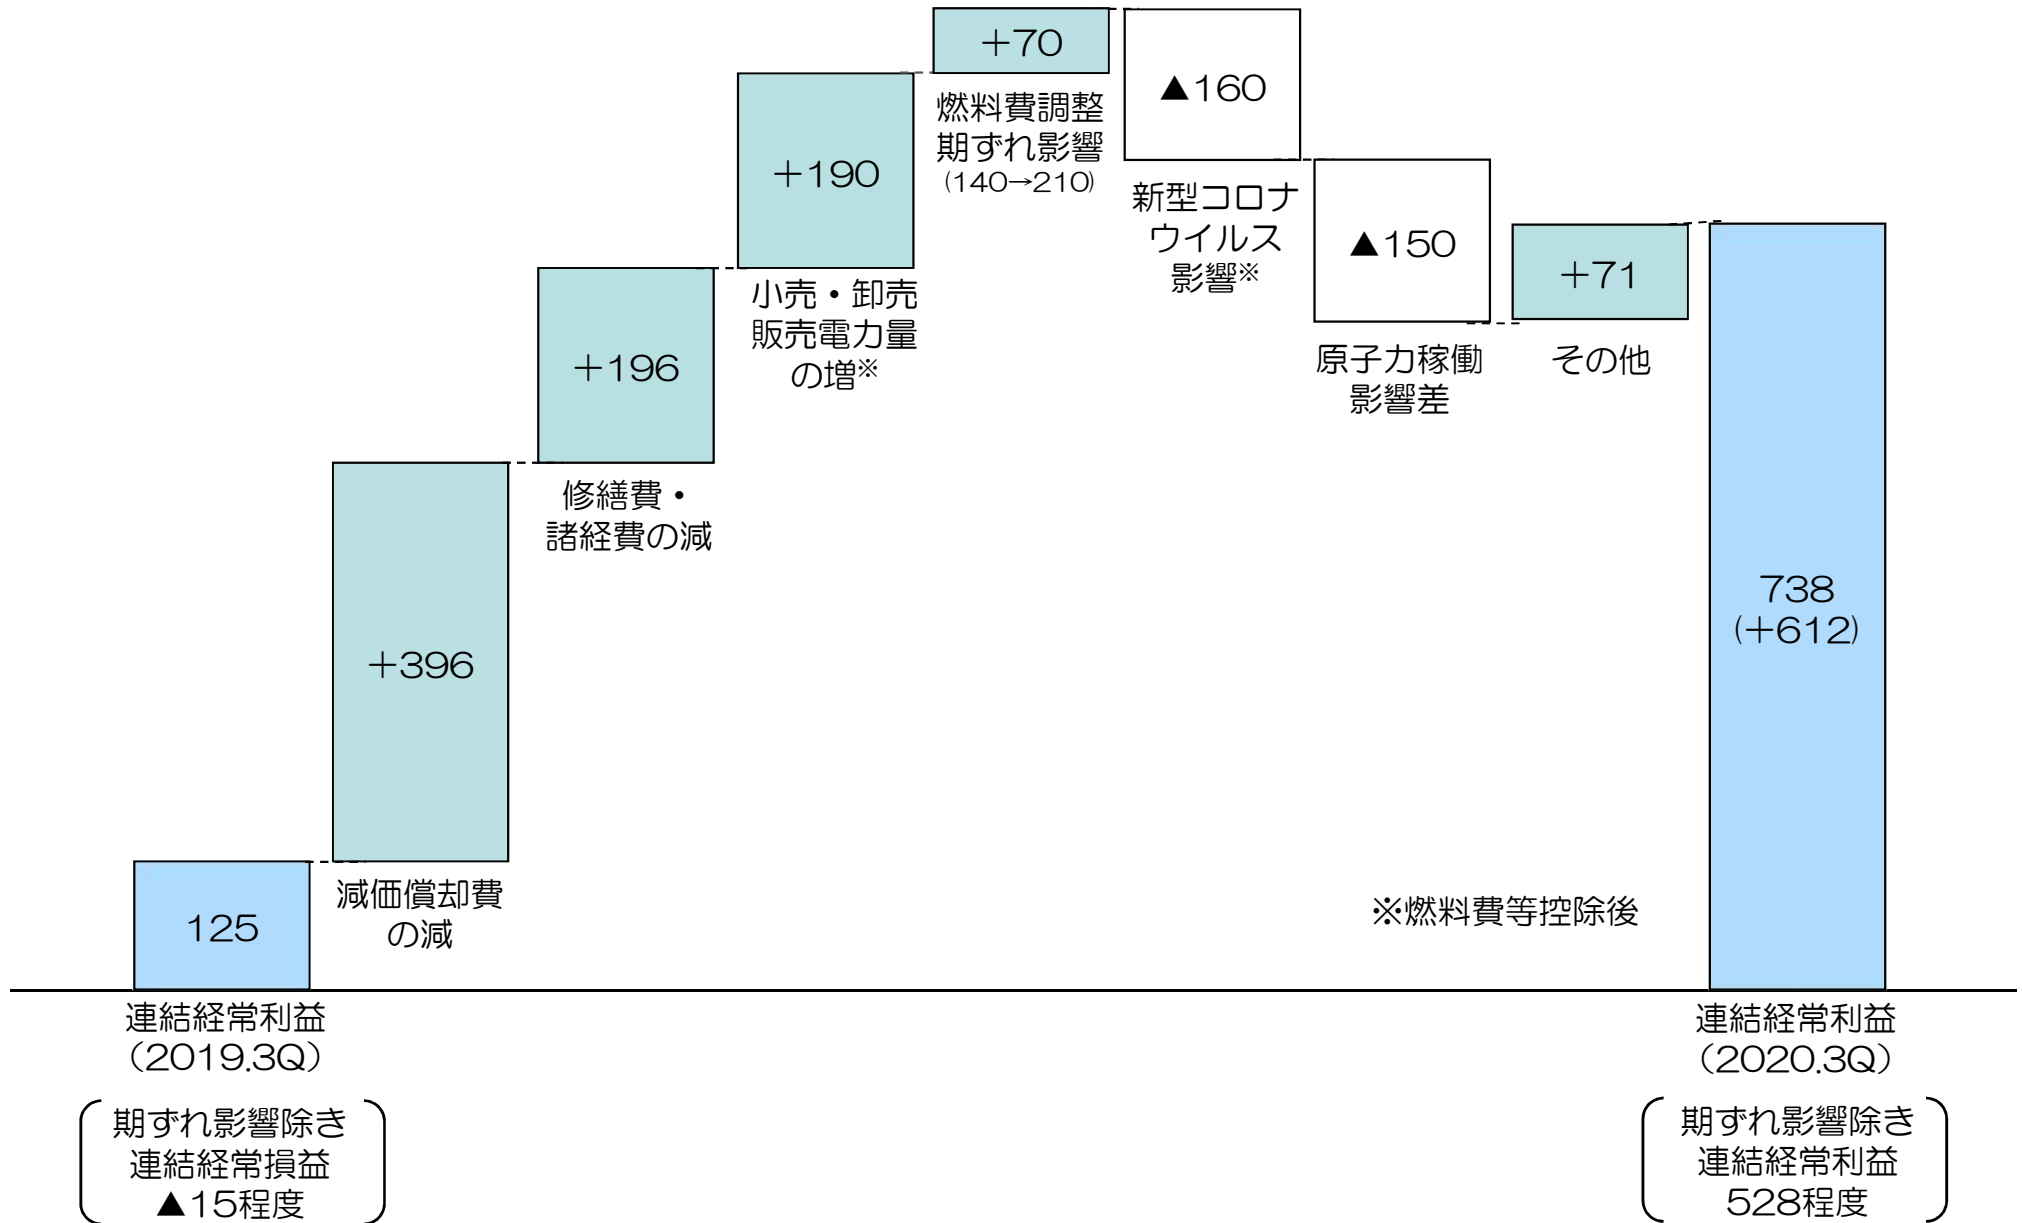 +70
燃料費調整
期ずれ影響
(140→210)
▲160
新型コロナ
ウイルス
影響※
+190
小売・卸売
販売電力量
の増※
▲150
原子力稼働
影響差
+71
その他
+196
修繕費・
諸経費の減
+396
減価償却費
の減
125
738
(+612)
※燃料費等控除後
連結経常利益
（2019.3Q）
期ずれ影響除き
連結経常損益
▲15程度
連結経常利益
（2020.3Q）
期ずれ影響除き
連結経常利益
528程度